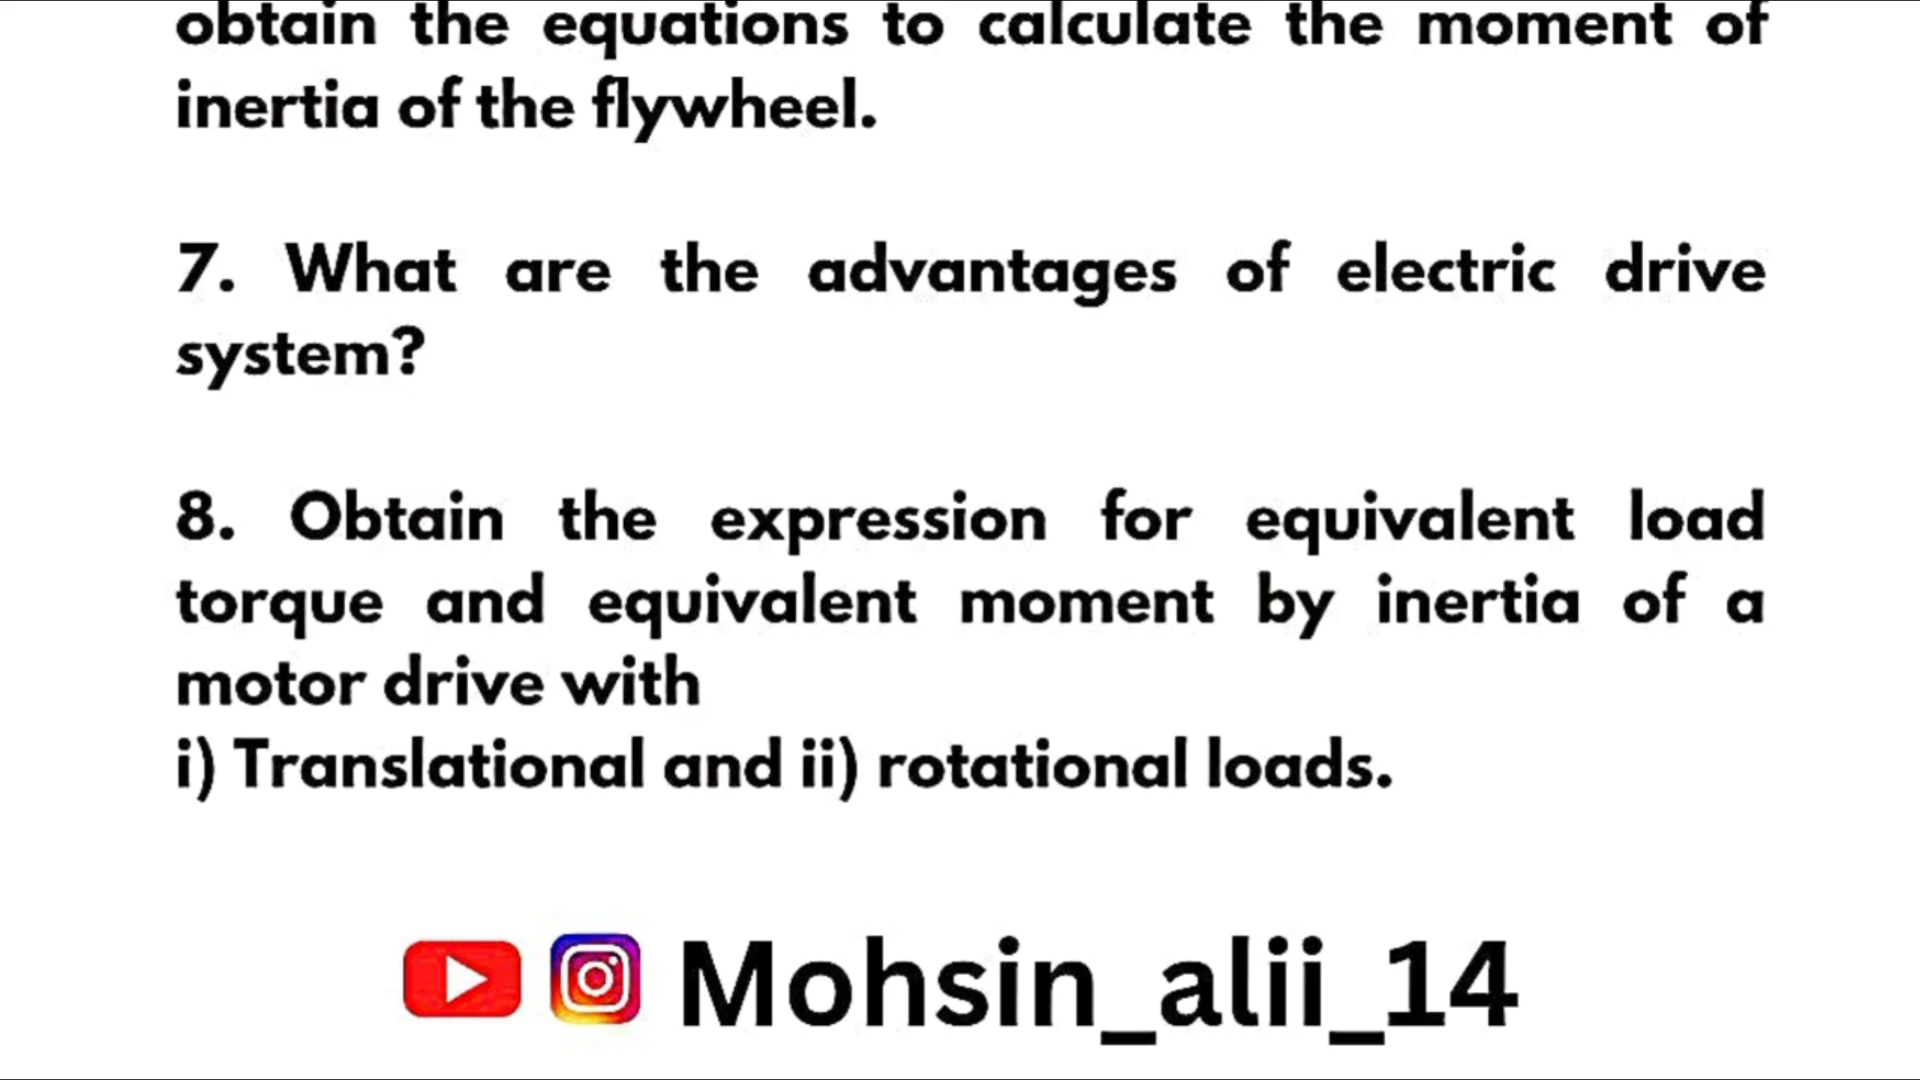 obtain the equations to calculate the moment of
inertia of the flywheel.
7. What are the advantages of electric drive
system?
8. Obtain the expression for equivalent load
torque and equivalent moment by inertia of a
motor drive with
i) Translational and ii) rotational loads.
Mohsin_alii_14